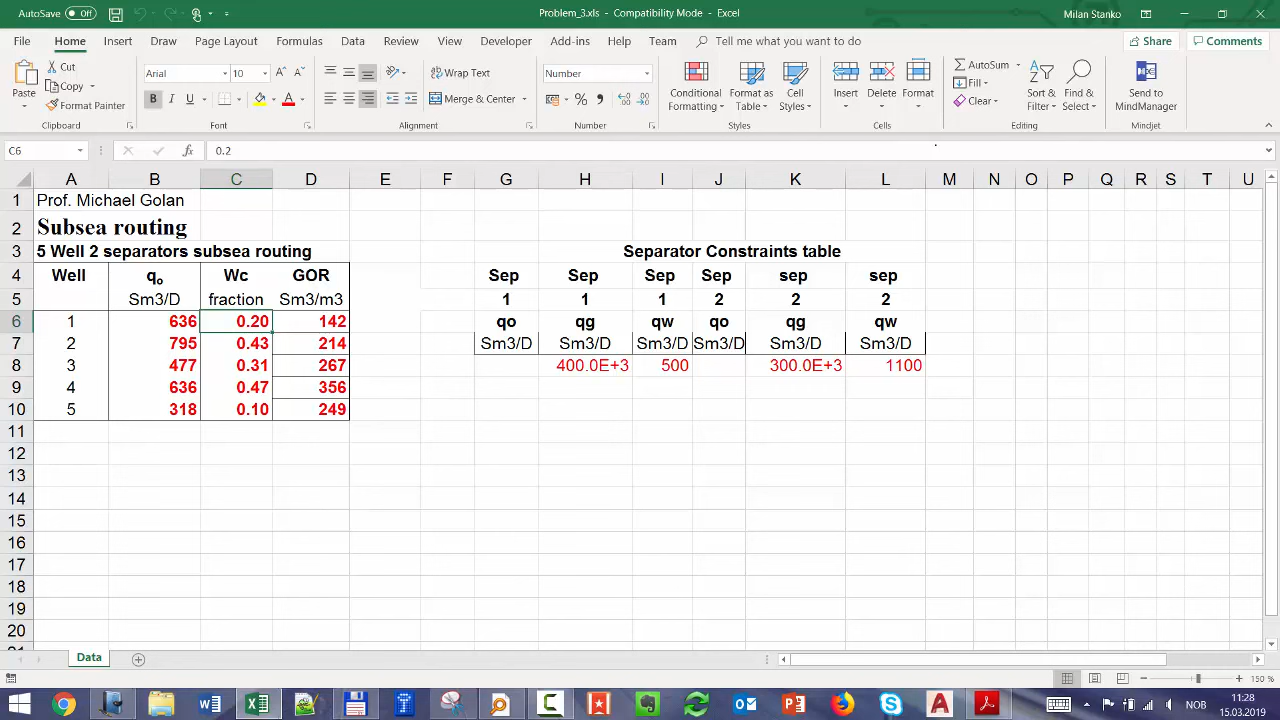 AutoSave Off
Problem_3.xls - Compatibility Mode - Excel
Milan Stanko
File Home Insert Draw Page Layout Formulas Data Review View Developer Add-ins Help Team Tell me what you want to do Share Comments
Paste Cut Copy Format Painter
Arial 10
B I U
Wrap Text
Merge & Center
Number
Conditional Formatting Format as Table Cell Styles
Insert Delete Format
AutoSum Fill Clear
Sort & Filter Find & Select
Send to MindManager
Clipboard Font Alignment Number Styles Cells Editing Mindjet
C6 fx 0.2
A B C D E F G H I J K L M N O P Q R S T U
1 Prof. Michael Golan
2 Subsea routing
3 5 Well 2 separators subsea routing Separator Constraints table
4 Well qo Wc GOR Sep Sep Sep Sep sep sep
5 Sm3/D fraction Sm3/m3 1 1 1 2 2 2
6 1 636 0.20 142 qo qg qw qo qg qw
7 2 795 0.43 214 Sm3/D Sm3/D Sm3/D Sm3/D Sm3/D Sm3/D
8 3 477 0.31 267 400.0E+3 500 300.0E+3 1100
9 4 636 0.47 356
10 5 318 0.10 249
11
12
13
14
15
16
17
18
19
20
Data
150 %
NOB
11:28
15.03.2019